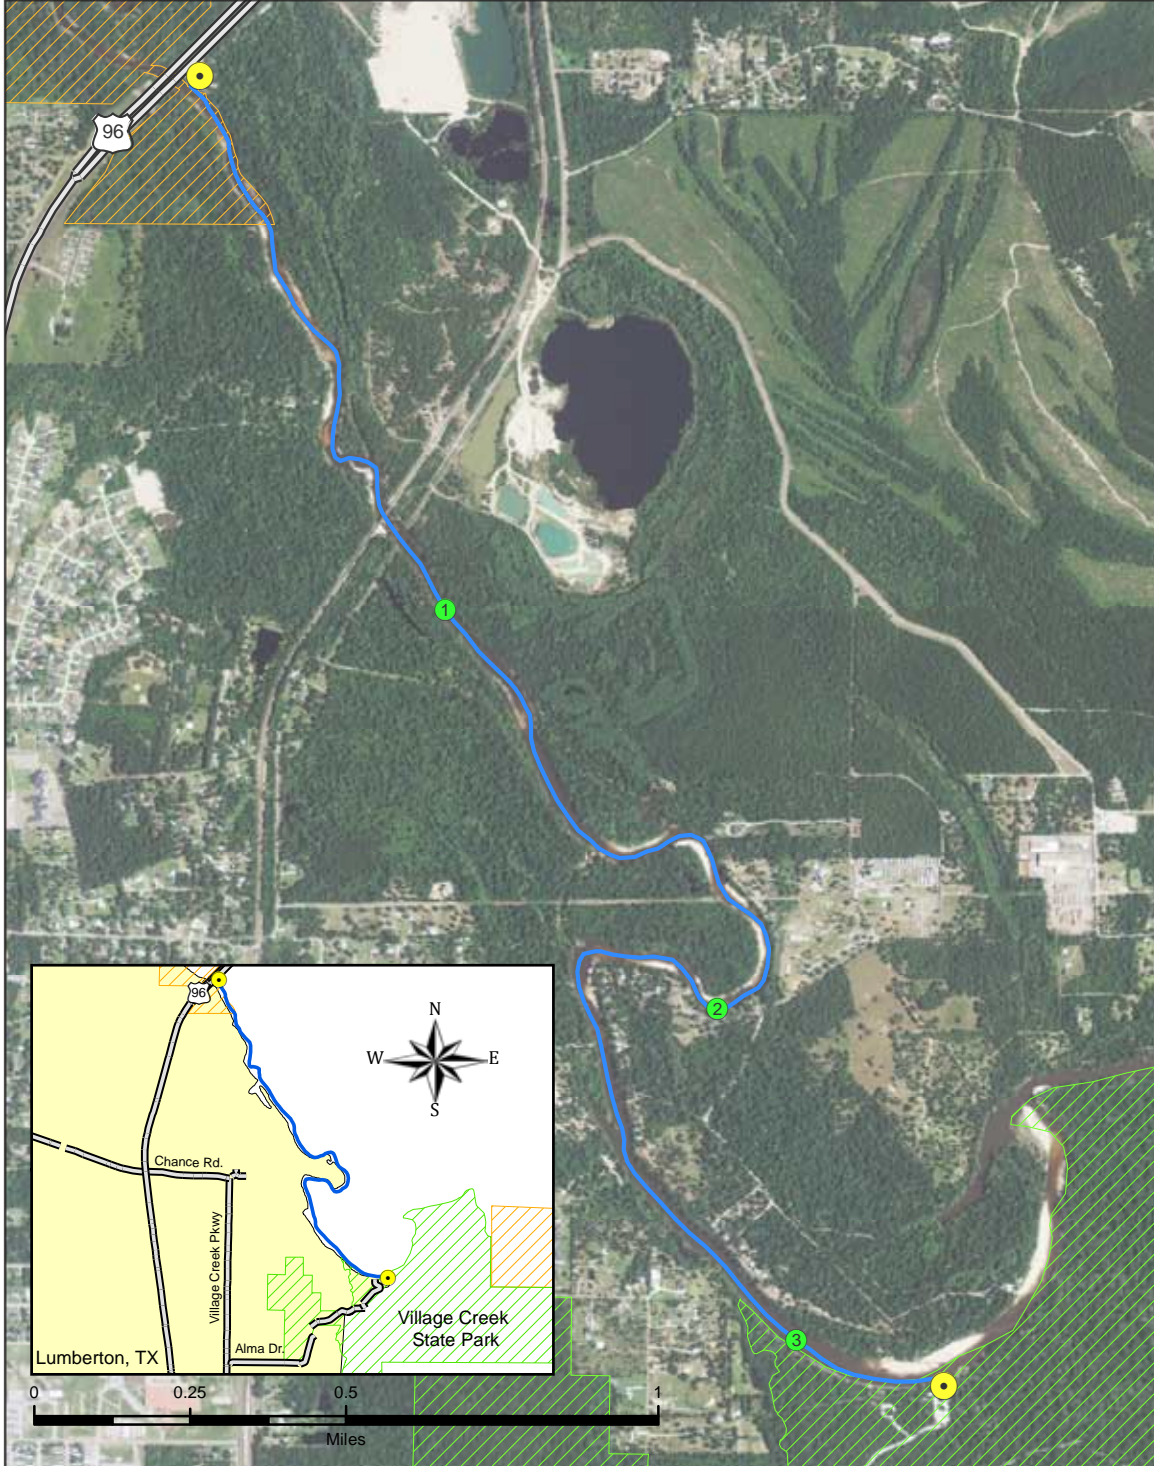 96
1
2
3
96
N
W E
S
Chance Rd.
Village Creek Pkwy
Village Creek
State Park
Alma Dr.
Lumberton, TX
0 0.25 0.5 1
Miles